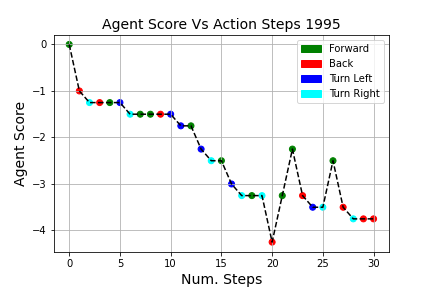 Agent Score Vs Action Steps 1995
Agent Score
0
−1
−2
−3
−4
Forward
Back
Turn Left
Turn Right
0 5 10 15 20 25 30
Num. Steps